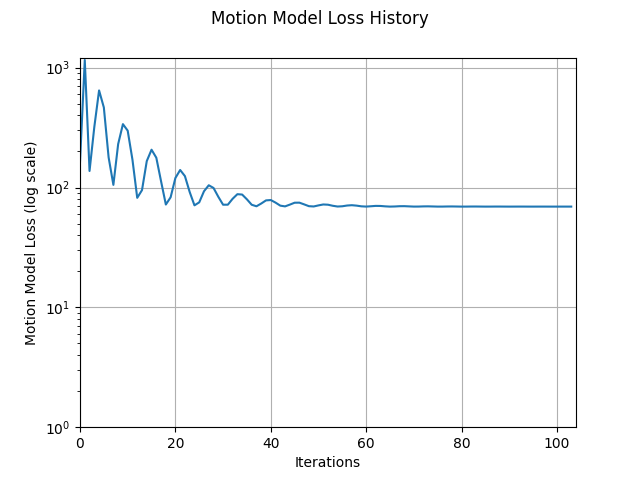 Motion Model Loss History
Motion Model Loss (log scale)
10³
10²
10¹
10⁰
0 20 40 60 80 100
Iterations